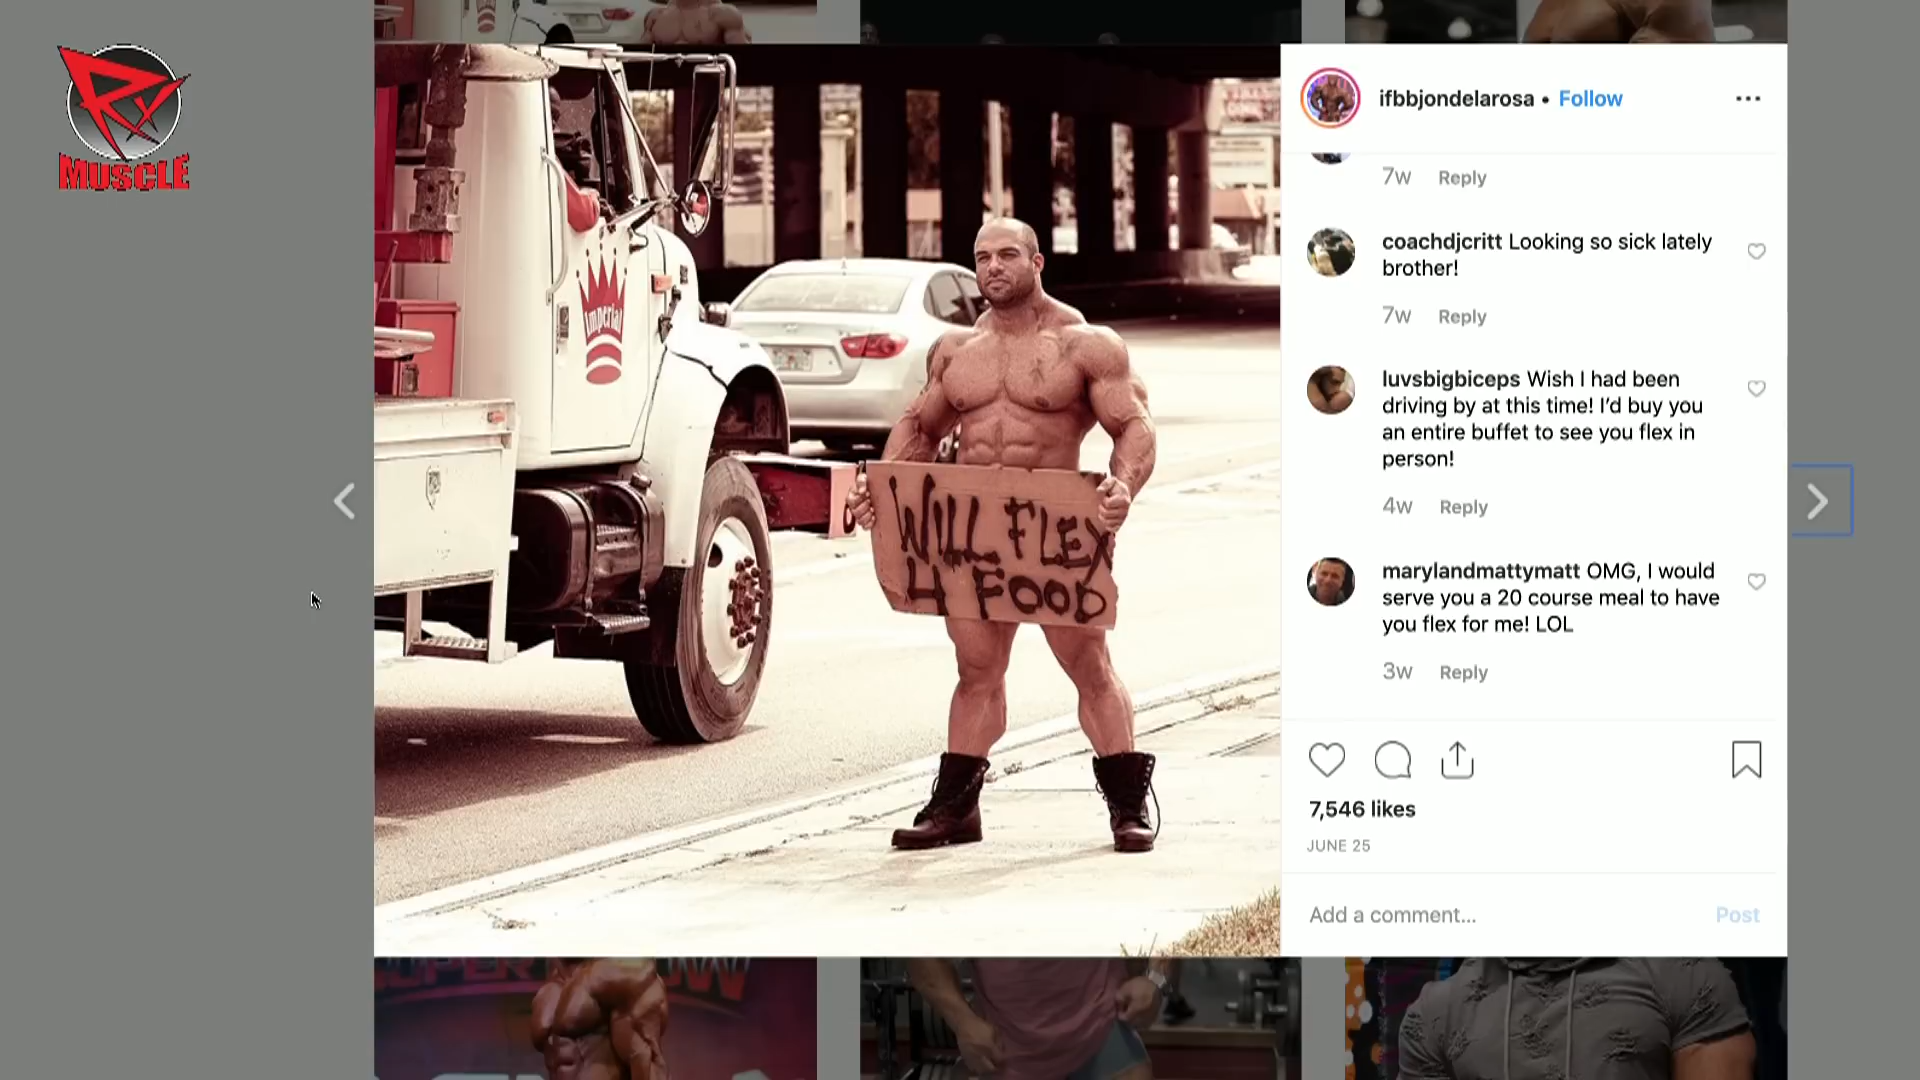 MUSCLE
Imperial
WILL FLEX
4 FOOD
ifbbjondelarosa • Follow
7w Reply
coachdjcritt Looking so sick lately
brother!
7w Reply
luvsbigbiceps Wish I had been
driving by at this time! I'd buy you
an entire buffet to see you flex in
person!
4w Reply
marylandmattymatt OMG, I would
serve you a 20 course meal to have
you flex for me! LOL
3w Reply
7,546 likes
JUNE 25
Add a comment... Post